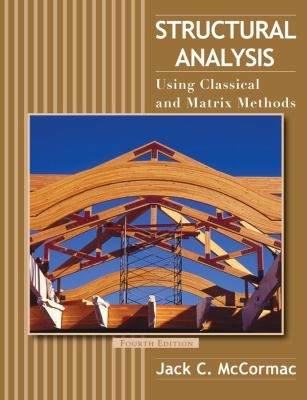 STRUCTURAL
ANALYSIS
Using Classical
and Matrix Methods
Fourth Edition
Jack C. McCormac